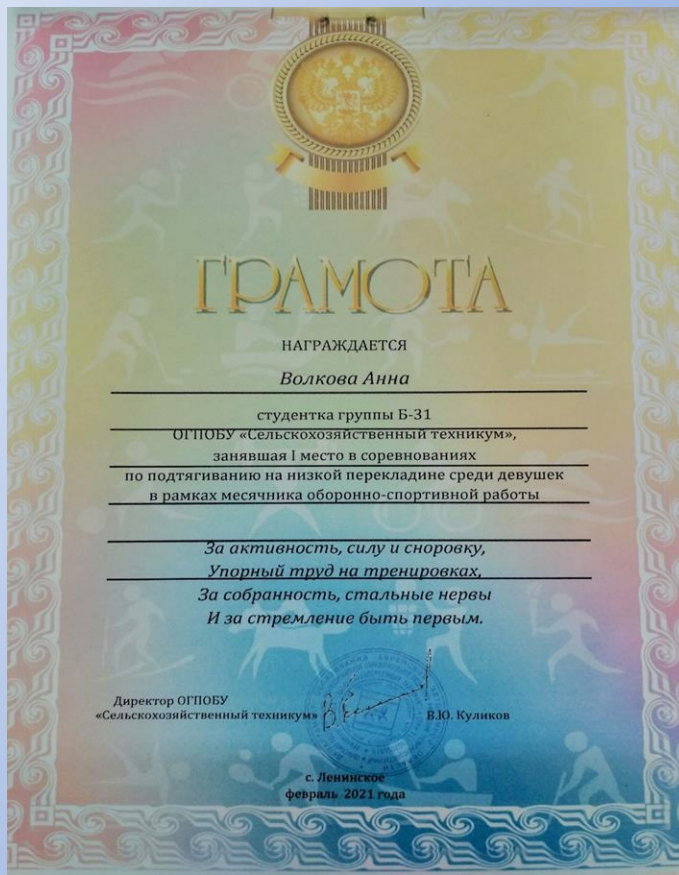 ГРАМОТА
НАГРАЖДАЕТСЯ
Волкова Анна
студентка группы Б-31
ОГПОБУ «Сельскохозяйственный техникум»,
занявшая I место в соревнованиях
по подтягиванию на низкой перекладине среди девушек
в рамках месячника оборонно-спортивной работы
За активность, силу и сноровку,
Упорный труд на тренировках,
За собранность, стальные нервы
И за стремление быть первым.
Директор ОГПОБУ
«Сельскохозяйственный техникум»
В.Ю. Куликов
с. Ленинское
февраль 2021 года